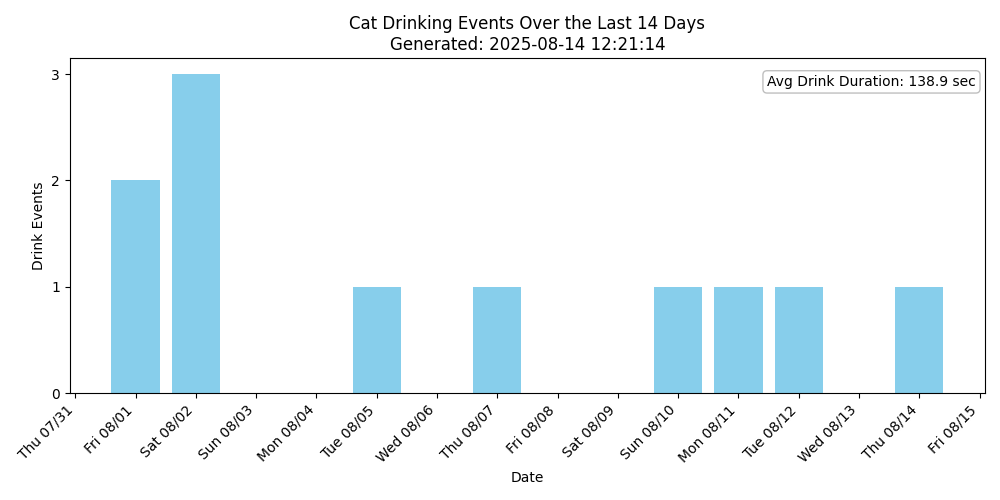 Cat Drinking Events Over the Last 14 Days
Generated: 2025-08-14 12:21:14
Avg Drink Duration: 138.9 sec
Drink Events
3
2
1
0
Thu 07/31
Fri 08/01
Sat 08/02
Sun 08/03
Mon 08/04
Tue 08/05
Wed 08/06
Thu 08/07
Fri 08/08
Sat 08/09
Sun 08/10
Mon 08/11
Tue 08/12
Wed 08/13
Thu 08/14
Fri 08/15
Date